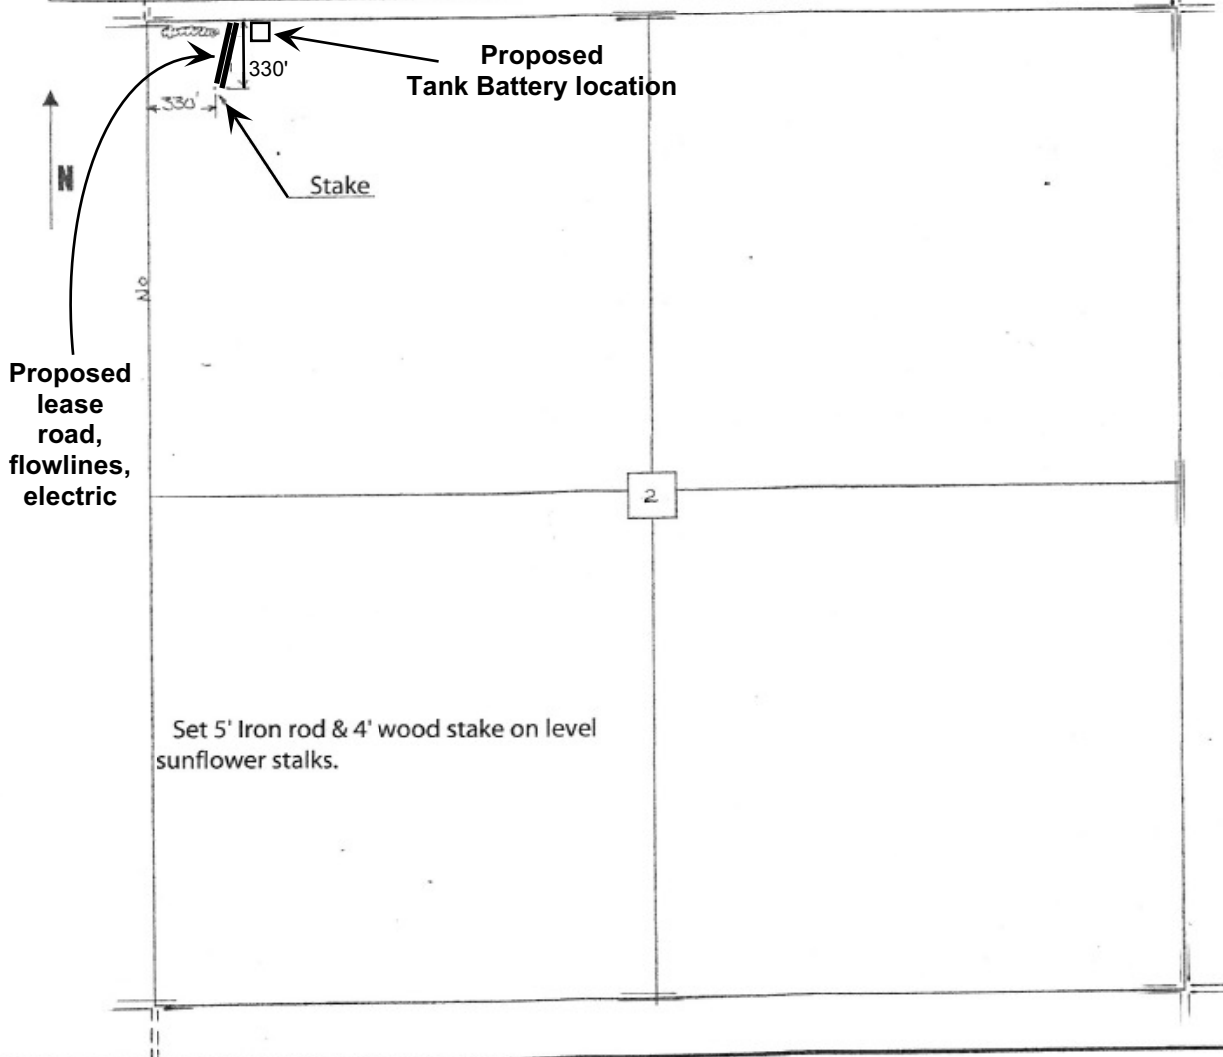 Proposed
Tank Battery location
330'
330'
N
Stake
Proposed
lease
road,
flowlines,
electric
2
Set 5' Iron rod & 4' wood stake on level
sunflower stalks.